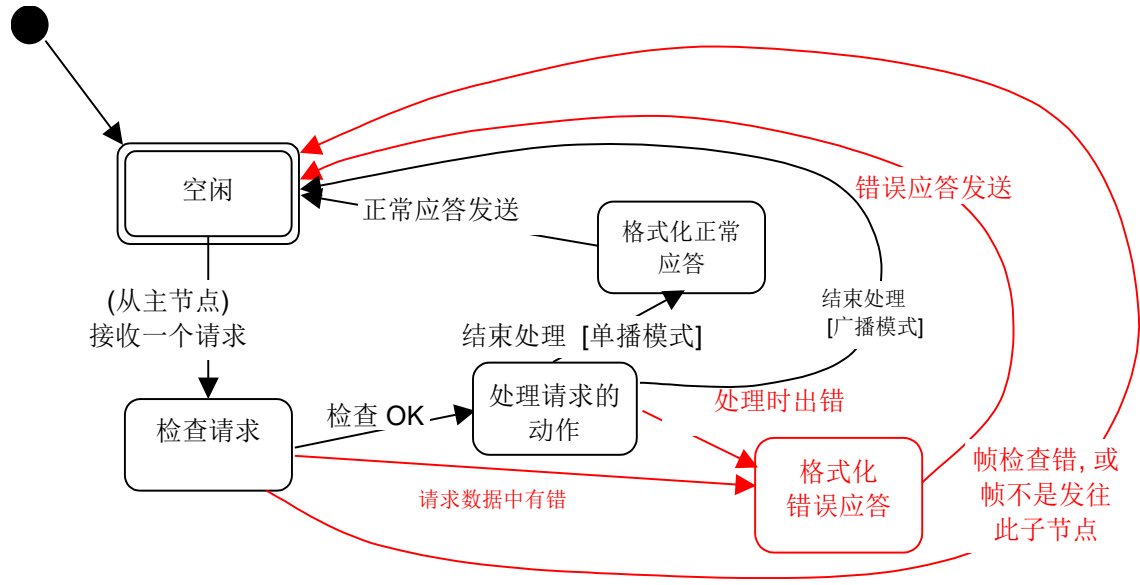 空闲
正常应答发送
错误应答发送
格式化正常
应答
(从主节点)
接收一个请求
结束处理 [单播模式]
结束处理
[广播模式]
检查请求
检查 OK
处理请求的
动作
处理时出错
请求数据中有错
格式化
错误应答
帧检查错, 或
帧不是发往
此子节点